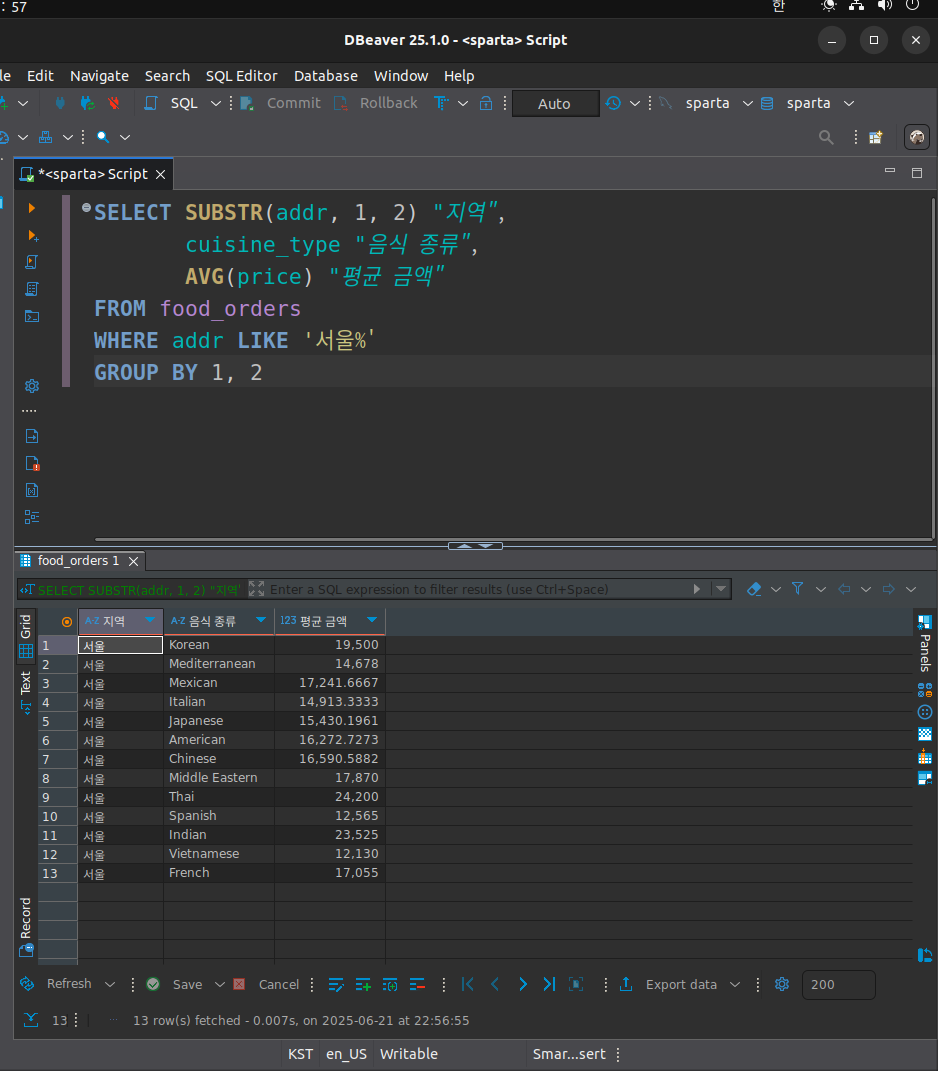 : 57
한
DBeaver 25.1.0 - <sparta> Script
le Edit Navigate Search SQL Editor Database Window Help
SQL Commit Rollback Auto sparta sparta
*<sparta> Script
SELECT SUBSTR(addr, 1, 2) "지역",
cuisine_type "음식 종류",
AVG(price) "평균 금액"
FROM food_orders
WHERE addr LIKE '서울%'
GROUP BY 1, 2
food_orders 1
SELECT SUBSTR(addr, 1, 2) "지역' Enter a SQL expression to filter results (use Ctrl+Space)
Grid
Text
Record
Panels
A-Z 지역 A-Z 음식 종류 123 평균 금액
1 서울 Korean 19,500
2 서울 Mediterranean 14,678
3 서울 Mexican 17,241.6667
4 서울 Italian 14,913.3333
5 서울 Japanese 15,430.1961
6 서울 American 16,272.7273
7 서울 Chinese 16,590.5882
8 서울 Middle Eastern 17,870
9 서울 Thai 24,200
10 서울 Spanish 12,565
11 서울 Indian 23,525
12 서울 Vietnamese 12,130
13 서울 French 17,055
Refresh Save Cancel Export data 200
13 13 row(s) fetched - 0.007s, on 2025-06-21 at 22:56:55
KST en_US Writable Smar...sert